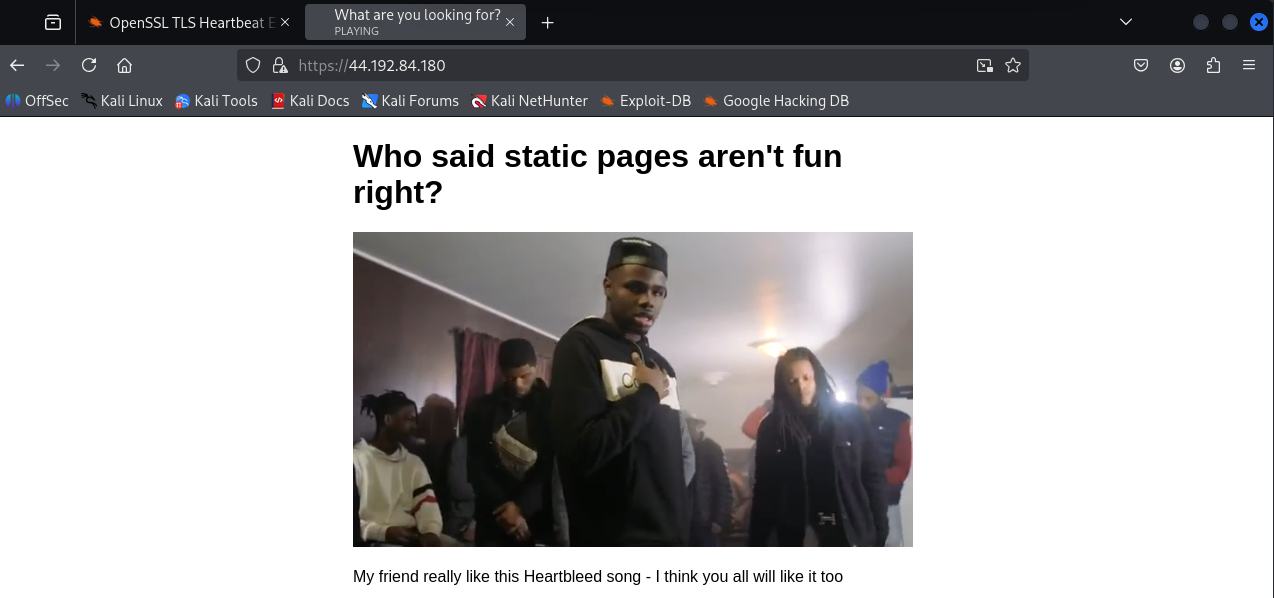 OpenSSL TLS Heartbeat E
What are you looking for?
PLAYING
https://44.192.84.180
OffSec
Kali Linux
Kali Tools
Kali Docs
Kali Forums
Kali NetHunter
Exploit-DB
Google Hacking DB
Who said static pages aren't fun
right?
My friend really like this Heartbleed song - I think you all will like it too